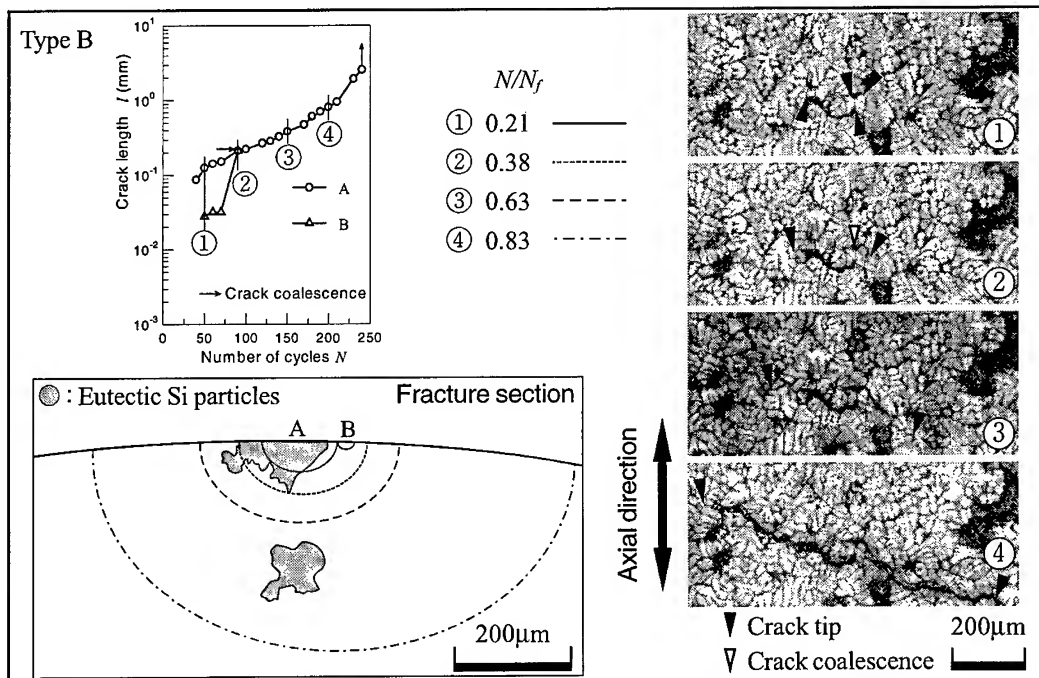 Type B
Crack length l (mm)
10¹
10⁰
10⁻¹
10⁻²
10⁻³
① ② ③ ④
A
B
Crack coalescence
0 50 100 150 200 250
Number of cycles N
N/Nf
① 0.21
② 0.38
③ 0.63
④ 0.83
: Eutectic Si particles
Fracture section
A B
200µm
Axial direction
①
②
③
④
Crack tip
Crack coalescence
200µm